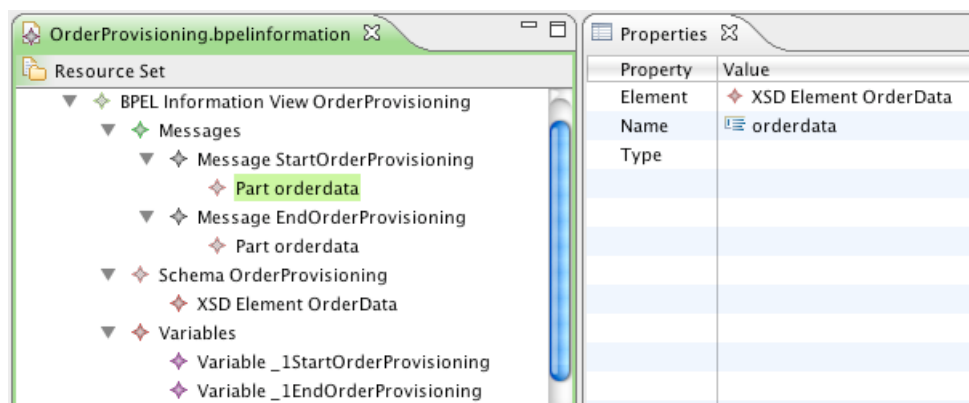 OrderProvisioning.bpelinformation
Resource Set
BPEL Information View OrderProvisioning
Messages
Message StartOrderProvisioning
Part orderdata
Message EndOrderProvisioning
Part orderdata
Schema OrderProvisioning
XSD Element OrderData
Variables
Variable _1StartOrderProvisioning
Variable _1EndOrderProvisioning
Properties
Property Value
Element XSD Element OrderData
Name orderdata
Type